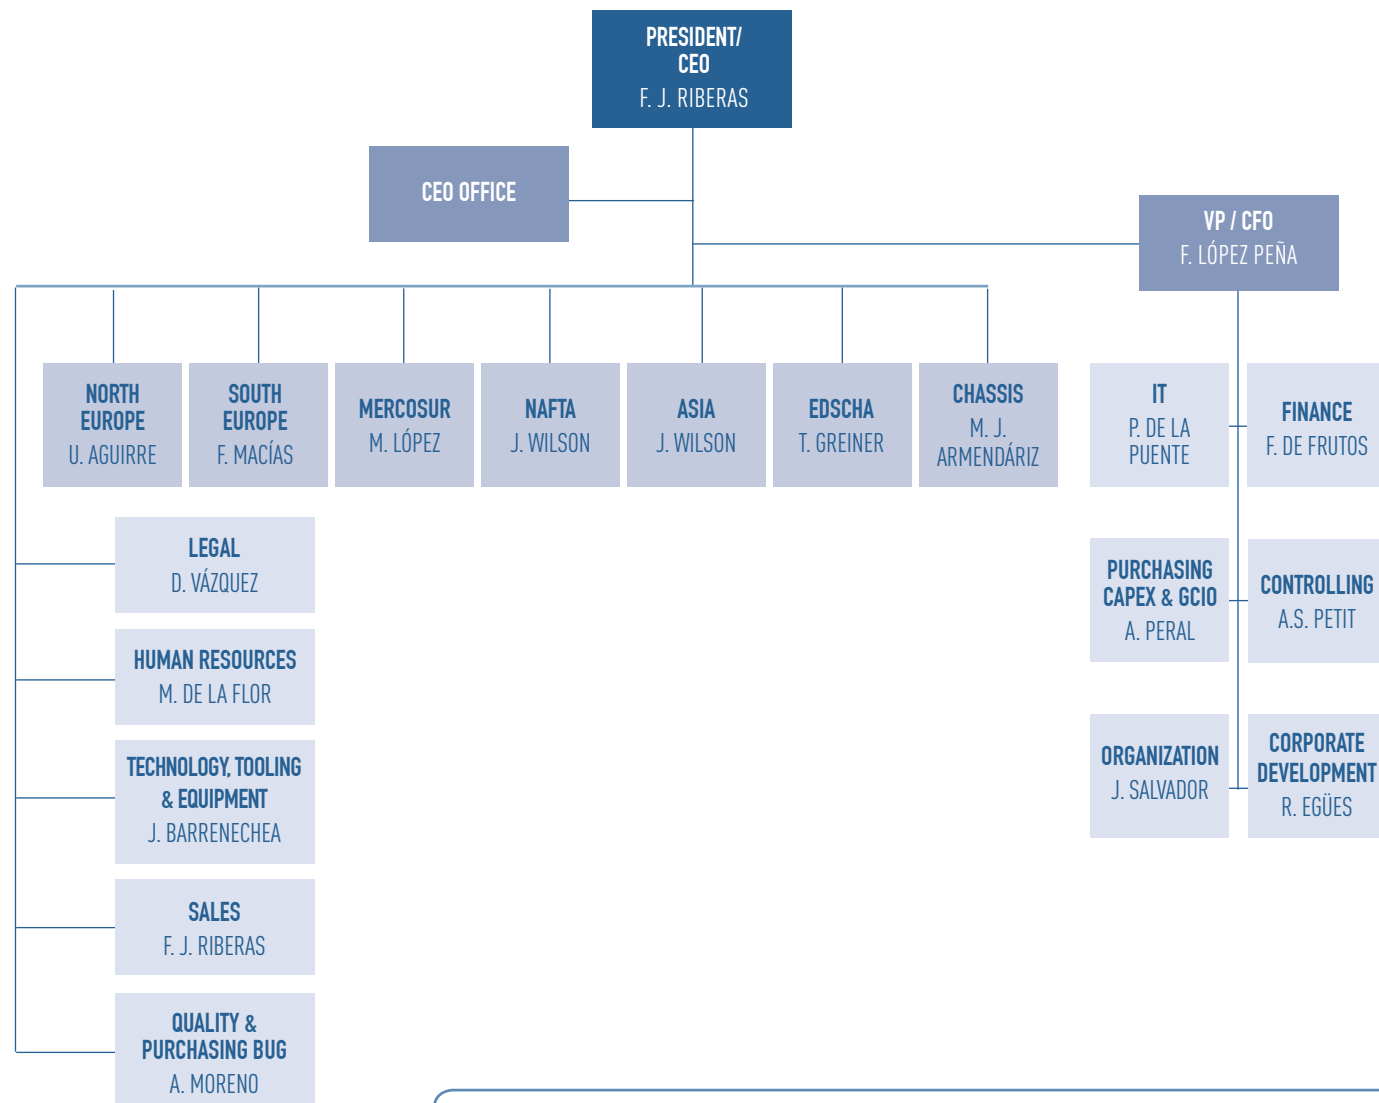 PRESIDENT/
CEO
F. J. RIBERAS
CEO OFFICE
VP / CFO
F. LÓPEZ PEÑA
NORTH
EUROPE
U. AGUIRRE
SOUTH
EUROPE
F. MACÍAS
MERCOSUR
M. LÓPEZ
NAFTA
J. WILSON
ASIA
J. WILSON
EDSCHA
T. GREINER
CHASSIS
M. J.
ARMENDÁRIZ
IT
P. DE LA
PUENTE
FINANCE
F. DE FRUTOS
LEGAL
D. VÁZQUEZ
HUMAN RESOURCES
M. DE LA FLOR
TECHNOLOGY, TOOLING
& EQUIPMENT
J. BARRENECHEA
SALES
F. J. RIBERAS
QUALITY &
PURCHASING BUG
A. MORENO
PURCHASING
CAPEX & GCIO
A. PERAL
CONTROLLING
A.S. PETIT
ORGANIZATION
J. SALVADOR
CORPORATE
DEVELOPMENT
R. EGÜES